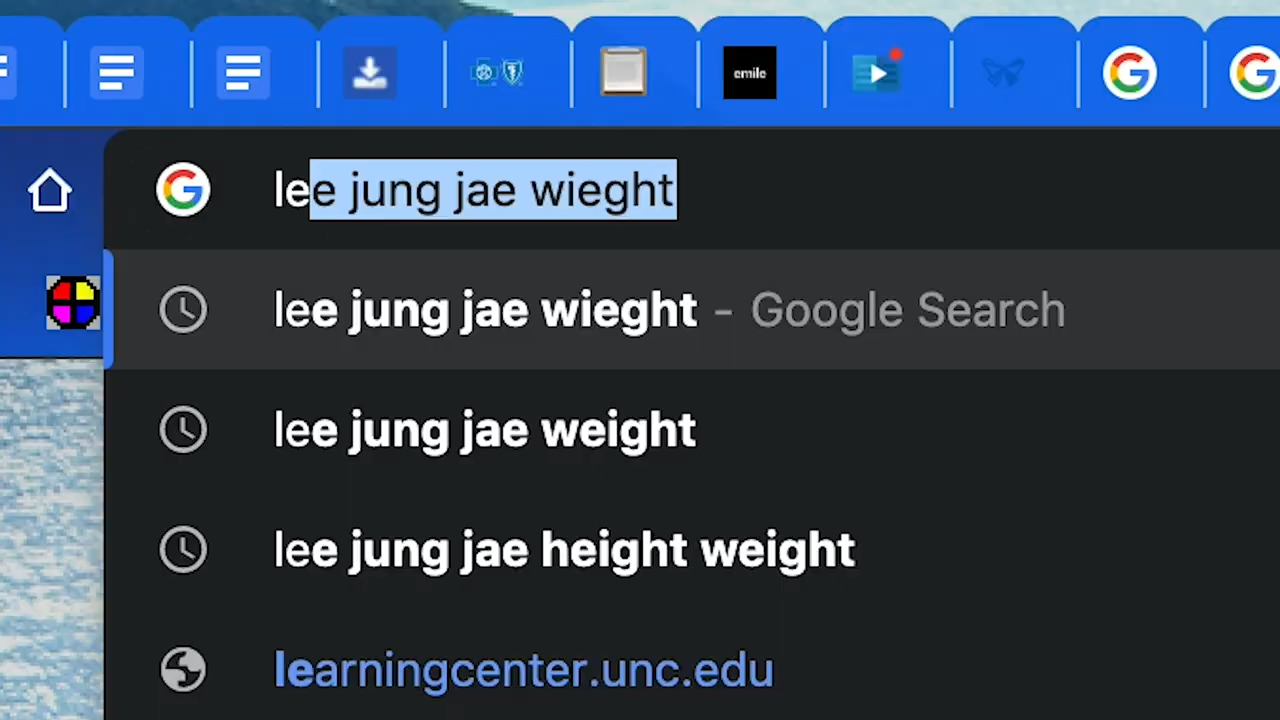 emile
lee jung jae wieght
lee jung jae wieght - Google Search
lee jung jae weight
lee jung jae height weight
learningcenter.unc.edu